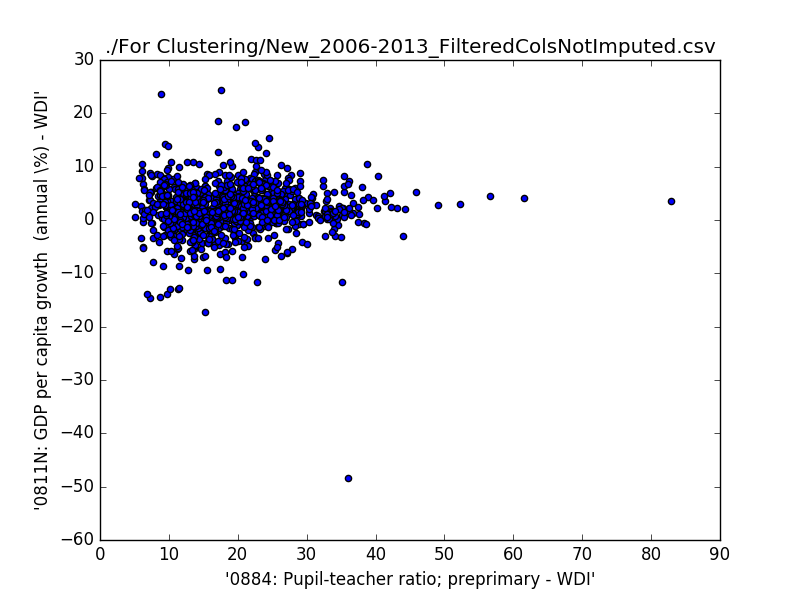 ./For Clustering/New_2006-2013_FilteredColsNotImputed.csv
30
20
10
0
−10
−20
−30
−40
−50
−60
'0811N: GDP per capita growth  (annual \%) - WDI'
0 10 20 30 40 50 60 70 80 90
'0884: Pupil-teacher ratio; preprimary - WDI'